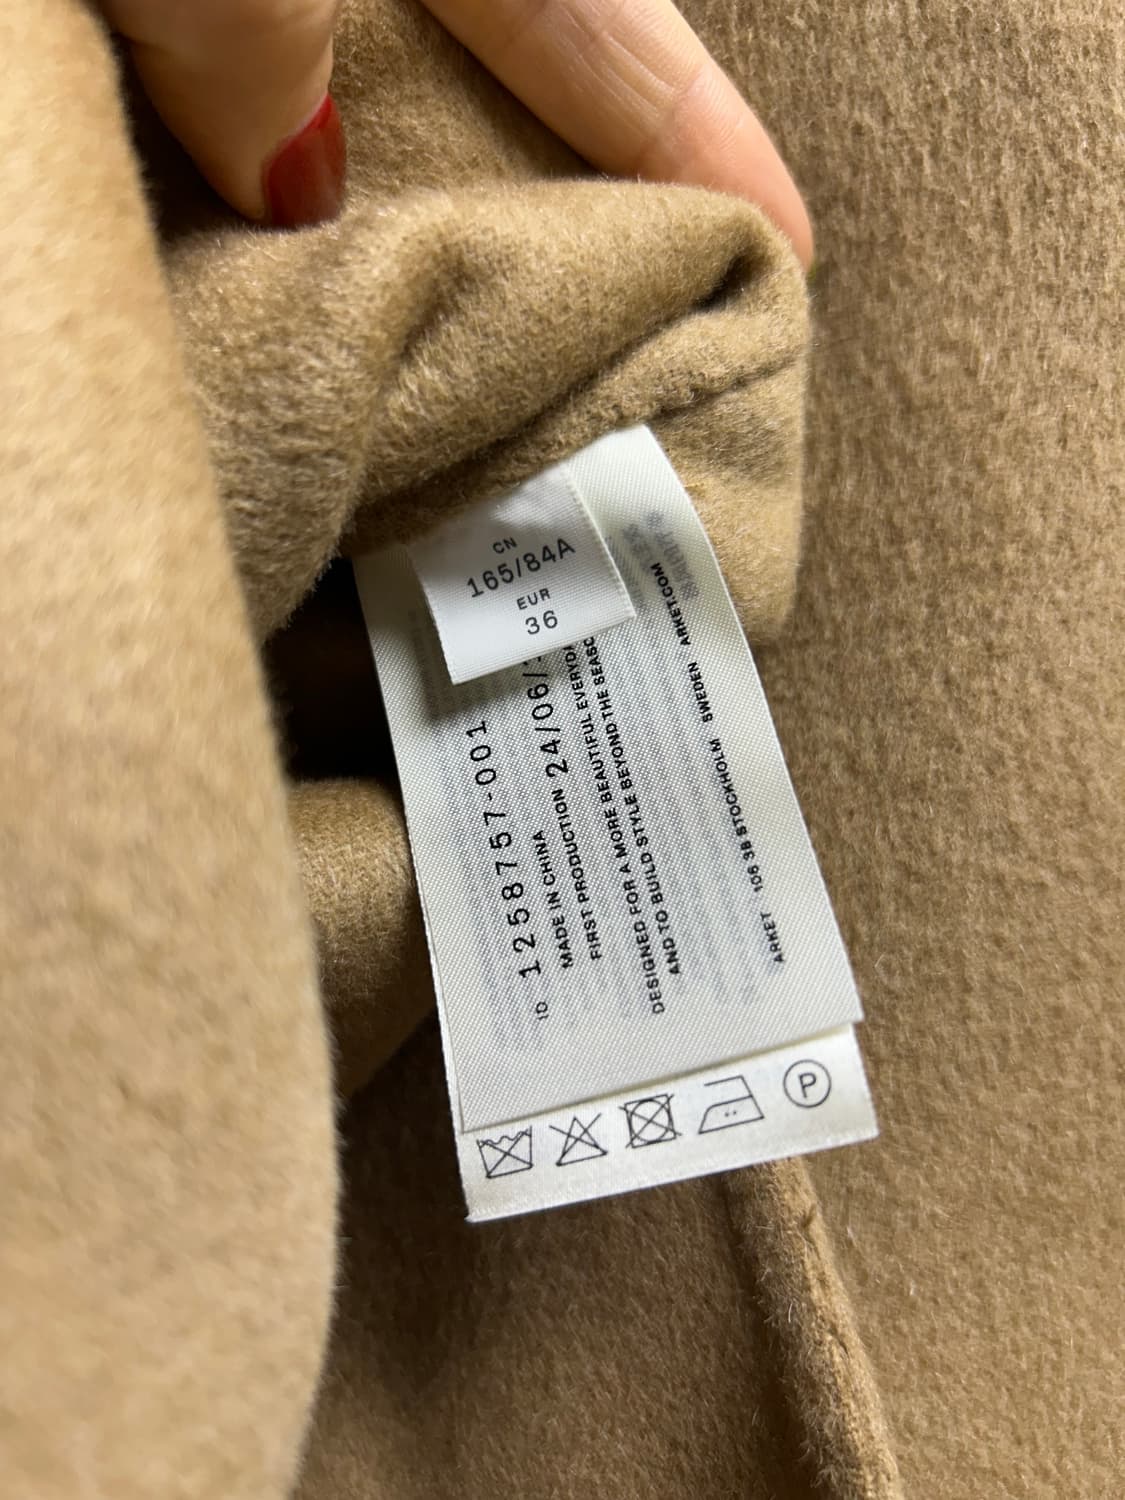 CN
165/84A
EUR
36
ID 1258757-001
MADE IN CHINA
FIRST PRODUCTION 24/06/
DESIGNED FOR A MORE BEAUTIFUL EVERYDA
AND TO BUILD STYLE BEYOND THE SEASO
ARKET 106 38 STOCKHOLM SWEDEN ARKET.COM
P